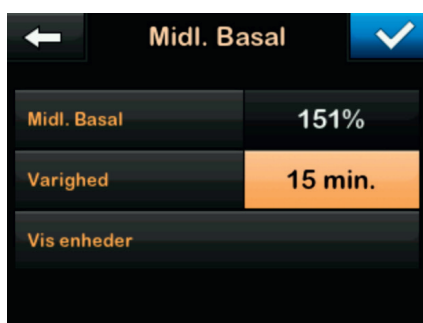 Midl. Basal
Midl. Basal 151%
Varighed 15 min.
Vis enheder